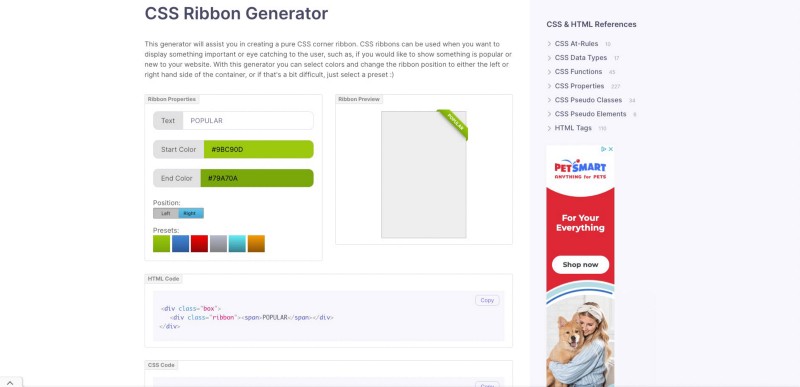 CSS Ribbon Generator
This generator will assist you in creating a pure CSS corner ribbon. CSS ribbons can be used when you want to
display something important or eye catching to the user, such as, if you would like to show something is popular or
new to your website. With this generator you can select colors and change the ribbon position to either the left or
right hand side of the container, or if that's a bit difficult, just select a preset :)
Ribbon Properties
Text POPULAR
Start Color #9BC90D
End Color #79A70A
Position:
Left Right
Presets:
Ribbon Preview
POPULAR
HTML Code
Copy
<div class="box">
<div class="ribbon"><span>POPULAR</span></div>
</div>
CSS Code
Copy
CSS & HTML References
CSS At-Rules 10
CSS Data Types 17
CSS Functions 45
CSS Properties 227
CSS Pseudo Classes 34
CSS Pseudo Elements 8
HTML Tags 110
PETSMART
ANYTHING FOR PETS
For Your
Everything
Shop now